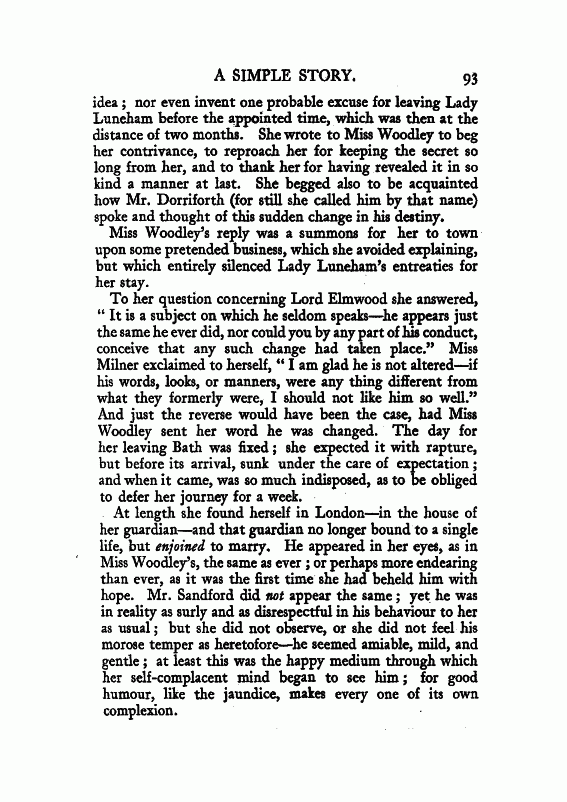 A SIMPLE STORY. 93
idea ; nor even invent one probable excuse for leaving Lady
Luneham before the appointed time, which was then at the
distance of two months. She wrote to Miss Woodley to beg
her contrivance, to reproach her for keeping the secret so
long from her, and to thank her for having revealed it in so
kind a manner at last. She begged also to be acquainted
how Mr. Dorriforth (for still she called him by that name)
spoke and thought of this sudden change in his destiny.
Miss Woodley's reply was a summons for her to town
upon some pretended business, which she avoided explaining,
but which entirely silenced Lady Luneham's entreaties for
her stay.
To her question concerning Lord Elmwood she answered,
" It is a subject on which he seldom speaks—he appears just
the same he ever did, nor could you by any part of his conduct,
conceive that any such change had taken place." Miss
Milner exclaimed to herself, " I am glad he is not altered—if
his words, looks, or manners, were any thing different from
what they formerly were, I should not like him so well."
And just the reverse would have been the case, had Miss
Woodley sent her word he was changed. The day for
her leaving Bath was fixed ; she expected it with rapture,
but before its arrival, sunk under the care of expectation ;
and when it came, was so much indisposed, as to be obliged
to defer her journey for a week.
At length she found herself in London—in the house of
her guardian—and that guardian no longer bound to a single
life, but enjoined to marry. He appeared in her eyes, as in
Miss Woodley's, the same as ever ; or perhaps more endearing
than ever, as it was the first time she had beheld him with
hope. Mr. Sandford did not appear the same ; yet he was
in reality as surly and as disrespectful in his behaviour to her
as usual ; but she did not observe, or she did not feel his
morose temper as heretofore—he seemed amiable, mild, and
gentle ; at least this was the happy medium through which
her self-complacent mind began to see him ; for good
humour, like the jaundice, makes every one of its own
complexion.